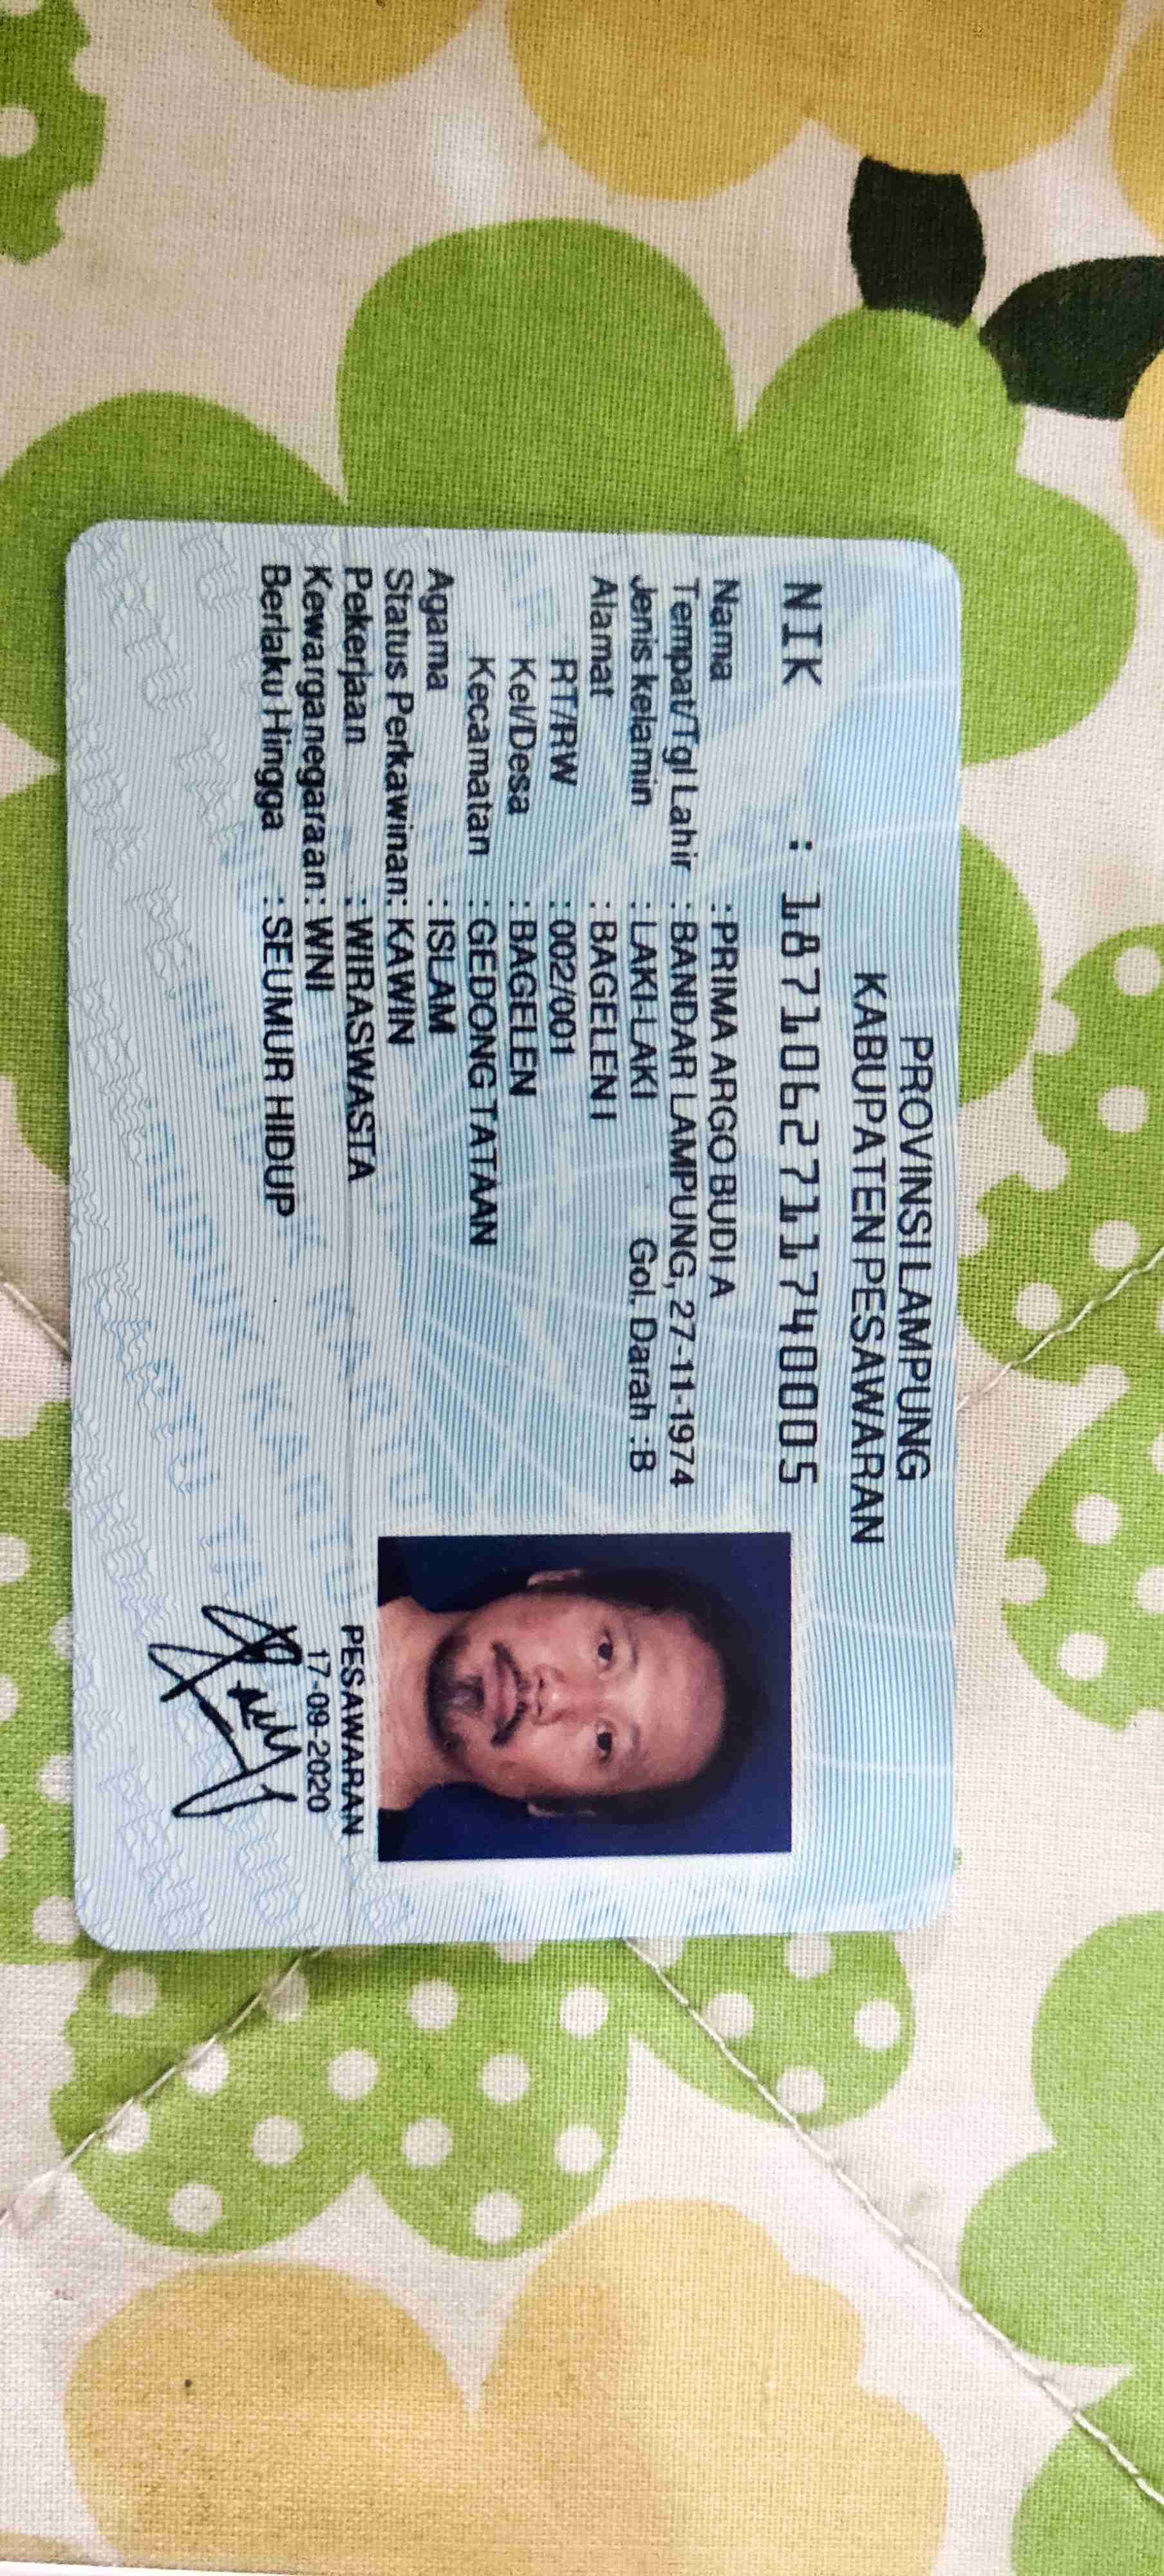 PROVINSI LAMPUNG
KABUPATEN PESAWARAN
NIK : 1871062711740005
Nama : PRIMA ARGO BUDI A
Tempat/Tgl Lahir : BANDAR LAMPUNG, 27-11-1974
Jenis kelamin : LAKI-LAKI Gol. Darah : B
Alamat : BAGELEN I
RT/RW : 002/001
Kel/Desa : BAGELEN
Kecamatan : GEDONG TATAAN
Agama : ISLAM
Status Perkawinan: KAWIN
Pekerjaan : WIRASWASTA
Kewarganegaraan: WNI
Berlaku Hingga : SEUMUR HIDUP
PESAWARAN
17-09-2020